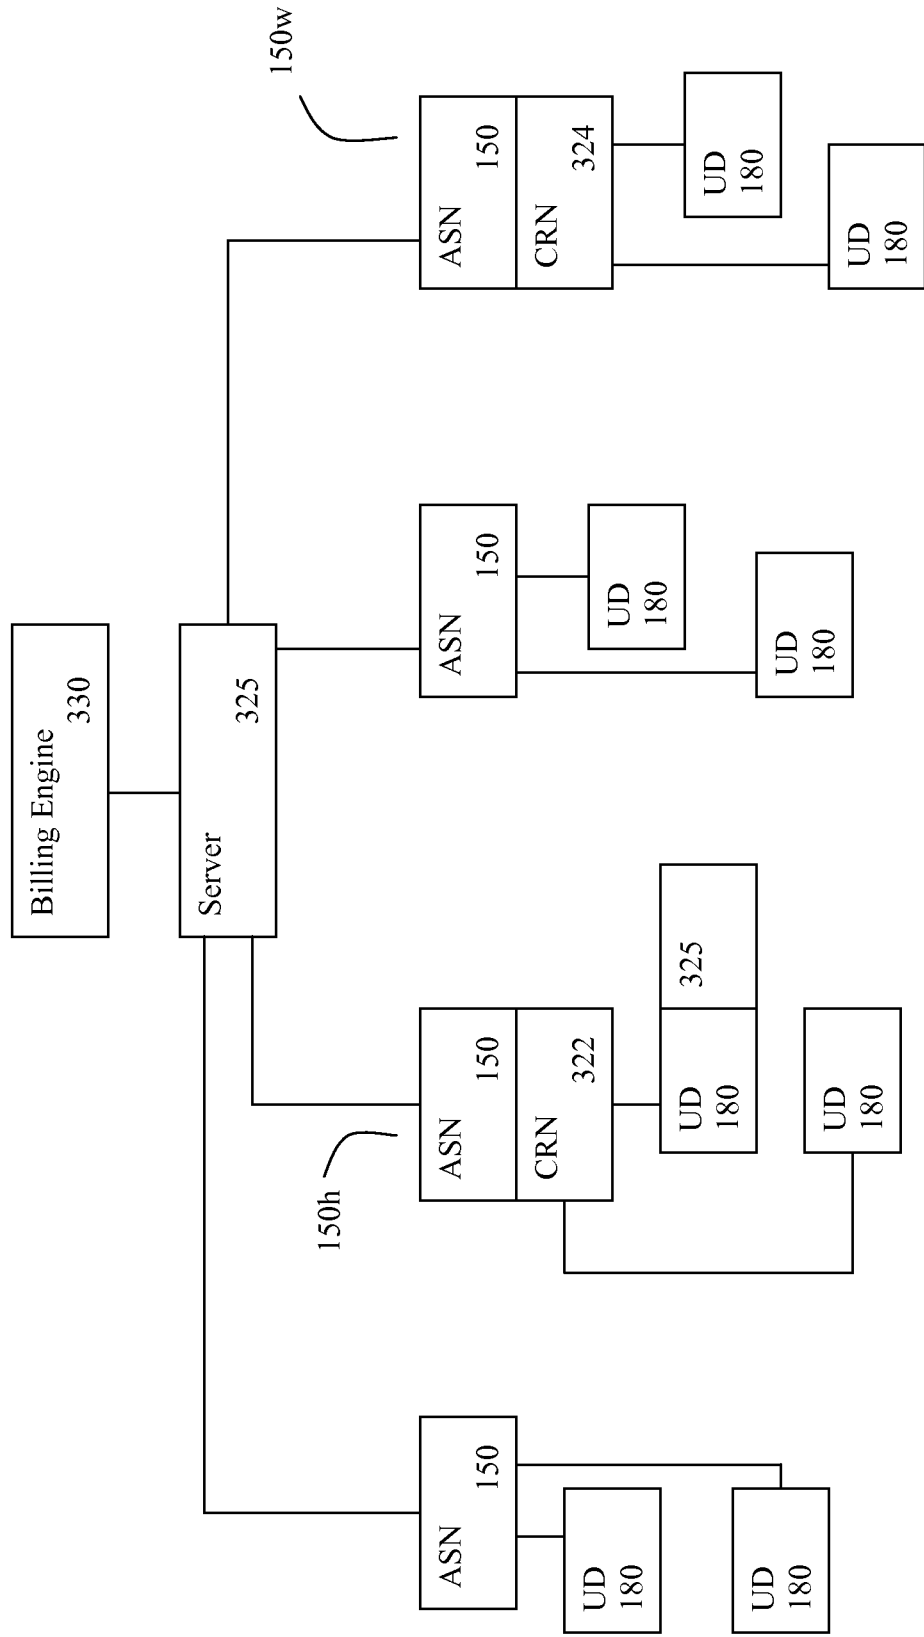 Billing Engine
330
Server
325
150h
150w
ASN
150
ASN
150
CRN
322
ASN
150
ASN
150
CRN
324
UD
180
UD
180
UD
180
325
UD
180
UD
180
UD
180
UD
180
UD
180